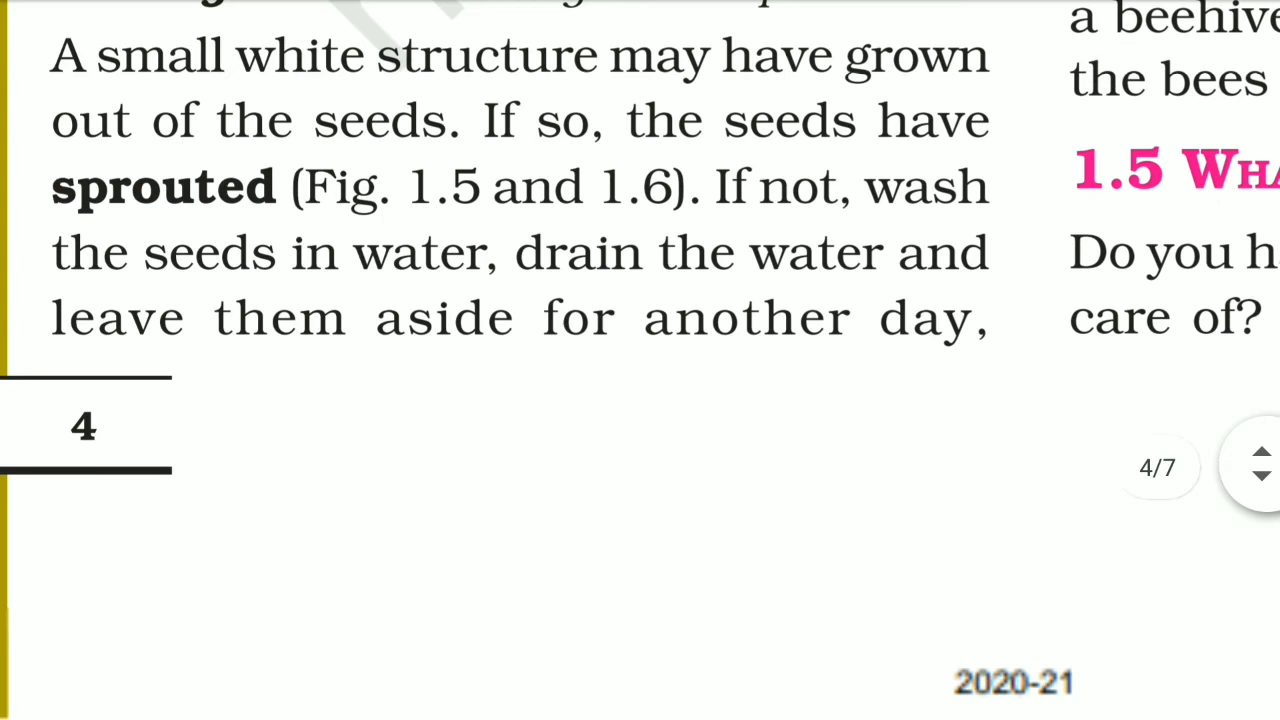 A small white structure may have grown
out of the seeds. If so, the seeds have
sprouted (Fig. 1.5 and 1.6). If not, wash
the seeds in water, drain the water and
leave them aside for another day,
4
a beehive
the bees
1.5
Do you
care of?
4/7
2020-21